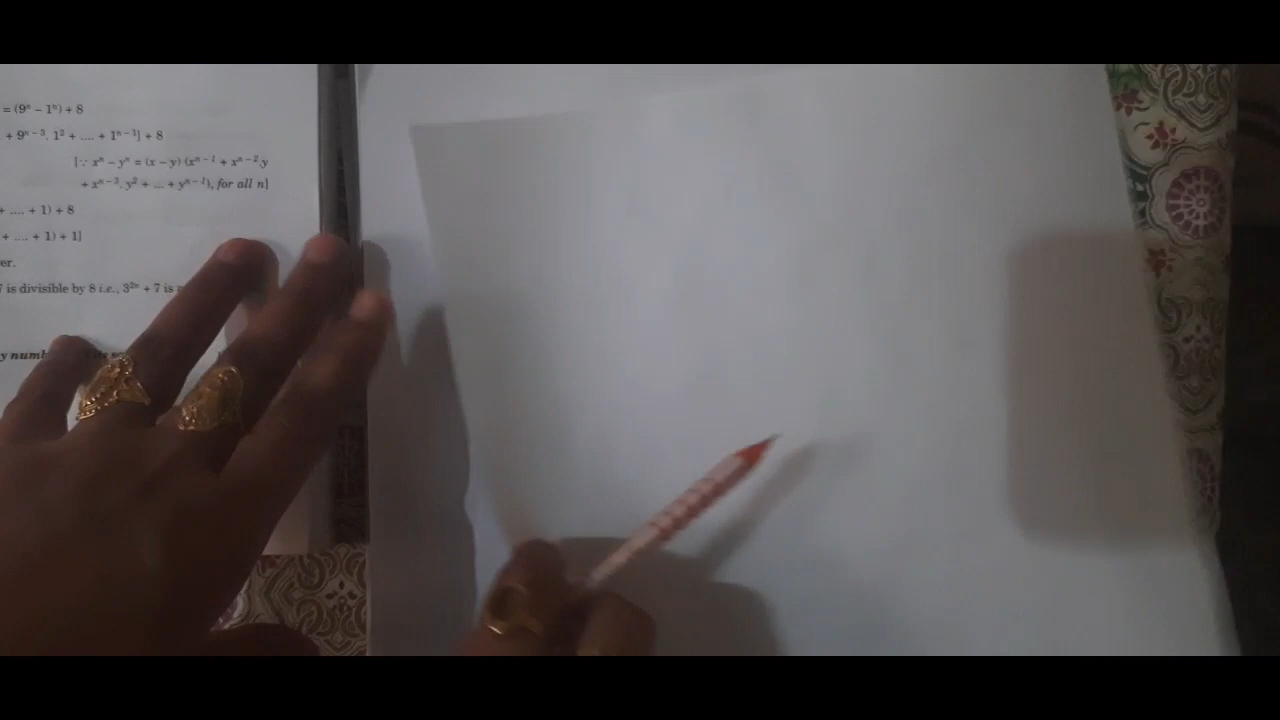 = (9ⁿ – 1ⁿ) + 8
+ 9ⁿ⁻³. 1² + .... + 1ⁿ⁻¹] + 8
[∵ xⁿ – yⁿ = (x – y) (xⁿ⁻¹ + xⁿ⁻².y
+ xⁿ⁻³. y² + ... + yⁿ⁻¹), for all n]
+ .... + 1) + 8
+ .... + 1) + 1]
er.
7 is divisible by 8 i.e., 3²ⁿ + 7 is
y numb